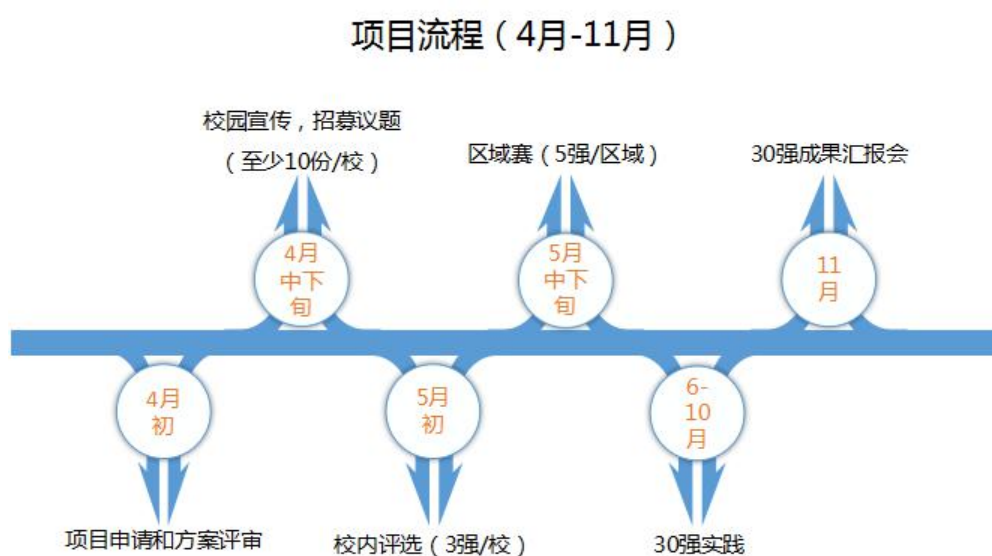 项目流程（4月-11月）
校园宣传，招募议题
（至少10份/校）
区域赛（5强/区域）
30强成果汇报会
4月
中下
旬
5月
中下
旬
11
月
4月
初
5月
初
6-
10
月
项目申请和方案评审
校内评选（3强/校）
30强实践